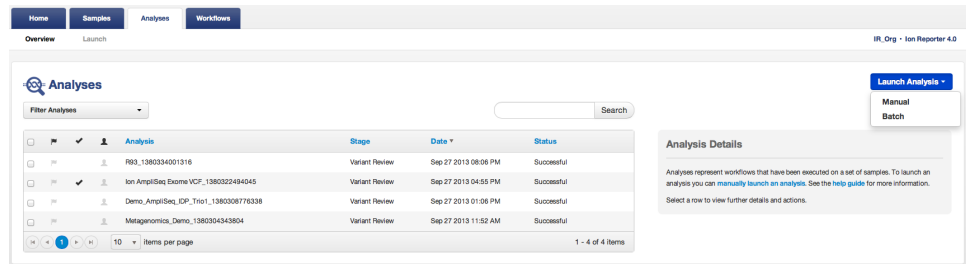 Home Samples Analyses Workflows
Overview Launch IR_Org • Ion Reporter 4.0
Analyses
Launch Analysis
Manual
Batch
Filter Analyses Search
Analysis Stage Date Status
R93_1380334001316 Variant Review Sep 27 2013 08:06 PM Successful
Ion AmpliSeq Exome VCF_1380322494045 Variant Review Sep 27 2013 04:55 PM Successful
Demo_AmpliSeq_IDP_Trio1_1380308776338 Variant Review Sep 27 2013 01:06 PM Successful
Metagenomics_Demo_1380304343804 Variant Review Sep 27 2013 11:52 AM Successful
1 10 items per page 1 - 4 of 4 items
Analysis Details
Analyses represent workflows that have been executed on a set of samples. To launch an
analysis you can manually launch an analysis. See the help guide for more information.
Select a row to view further details and actions.